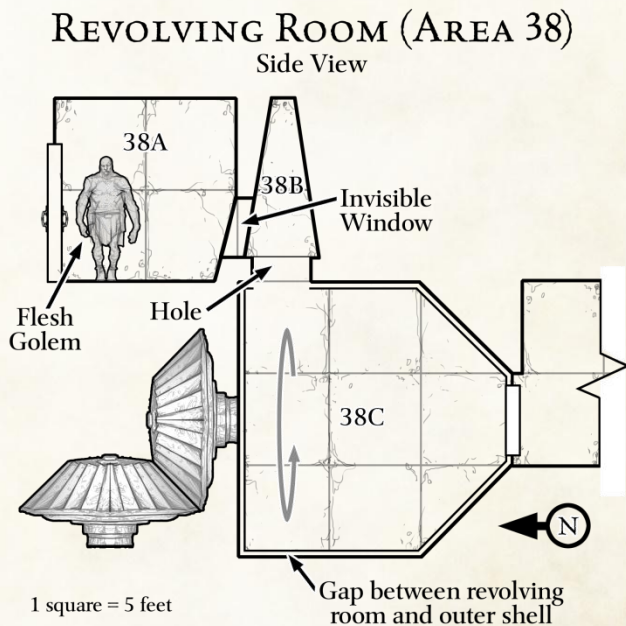 Revolving Room (Area 38)
Side View
38A
38B
Invisible
Window
Flesh
Golem
Hole
38C
N
1 square = 5 feet
Gap between revolving
room and outer shell